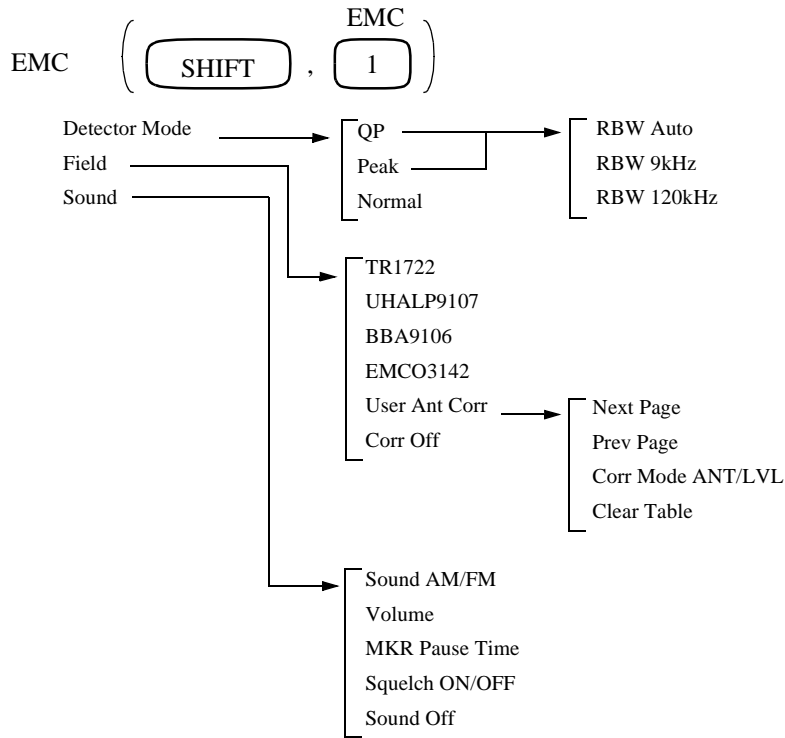 EMC
EMC ( SHIFT , 1 )
Detector Mode
Field
Sound
QP
Peak
Normal
RBW Auto
RBW 9kHz
RBW 120kHz
TR1722
UHALP9107
BBA9106
EMCO3142
User Ant Corr
Corr Off
Next Page
Prev Page
Corr Mode ANT/LVL
Clear Table
Sound AM/FM
Volume
MKR Pause Time
Squelch ON/OFF
Sound Off